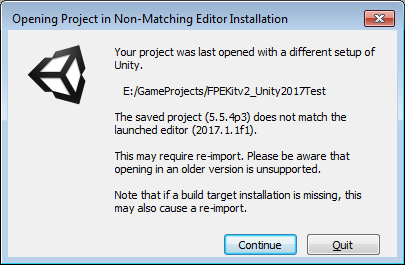 Opening Project in Non-Matching Editor Installation
Your project was last opened with a different setup of
Unity.
E:/GameProjects/FPEKitv2_Unity2017Test
The saved project (5.5.4p3) does not match the
launched editor (2017.1.1f1).
This may require re-import. Please be aware that
opening in an older version is unsupported.
Note that if a build target installation is missing, this
may also cause a re-import.
Continue
Quit